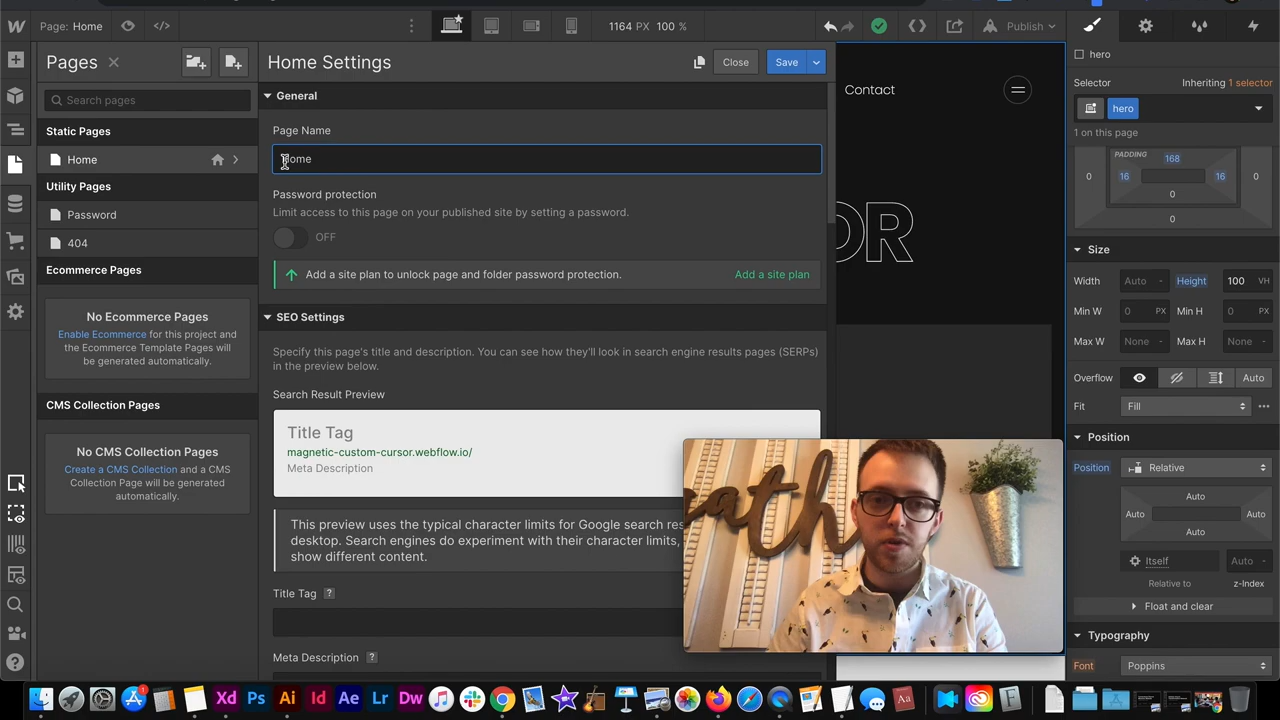 Page: Home
1164 PX 100 %
Publish
Pages
Search pages
Static Pages
Home
Utility Pages
Password
404
Ecommerce Pages
No Ecommerce Pages
Enable Ecommerce for this project and
the Ecommerce Template Pages will
be generated automatically.
CMS Collection Pages
No CMS Collection Pages
Create a CMS Collection and a CMS
Collection Page will be generated
automatically.
Home Settings
Close
Save
General
Page Name
Home
Password protection
Limit access to this page on your published site by setting a password.
OFF
Add a site plan to unlock page and folder password protection.
Add a site plan
SEO Settings
Specify this page's title and description. You can see how they'll look in search engine results pages (SERPs)
in the preview below.
Search Result Preview
Title Tag
magnetic-custom-cursor.webflow.io/
Meta Description
This preview uses the typical character limits for Google search res
desktop. Search engines do experiment with their character limits,
show different content.
Title Tag ?
Meta Description ?
Contact
OR
hero
Selector
Inheriting 1 selector
hero
1 on this page
PADDING
168
0 16 16 0
0
0
Size
Width Auto - Height 100 VH
Min W 0 PX Min H 0 PX
Max W None - Max H None -
Overflow Auto
Fit Fill
Position
Position Relative
Auto
Auto Auto
Auto
Itself Auto -
Relative to z-Index
Float and clear
Typography
Font Poppins
Xd Ps Ai Id Ae Lr Dw
Aa